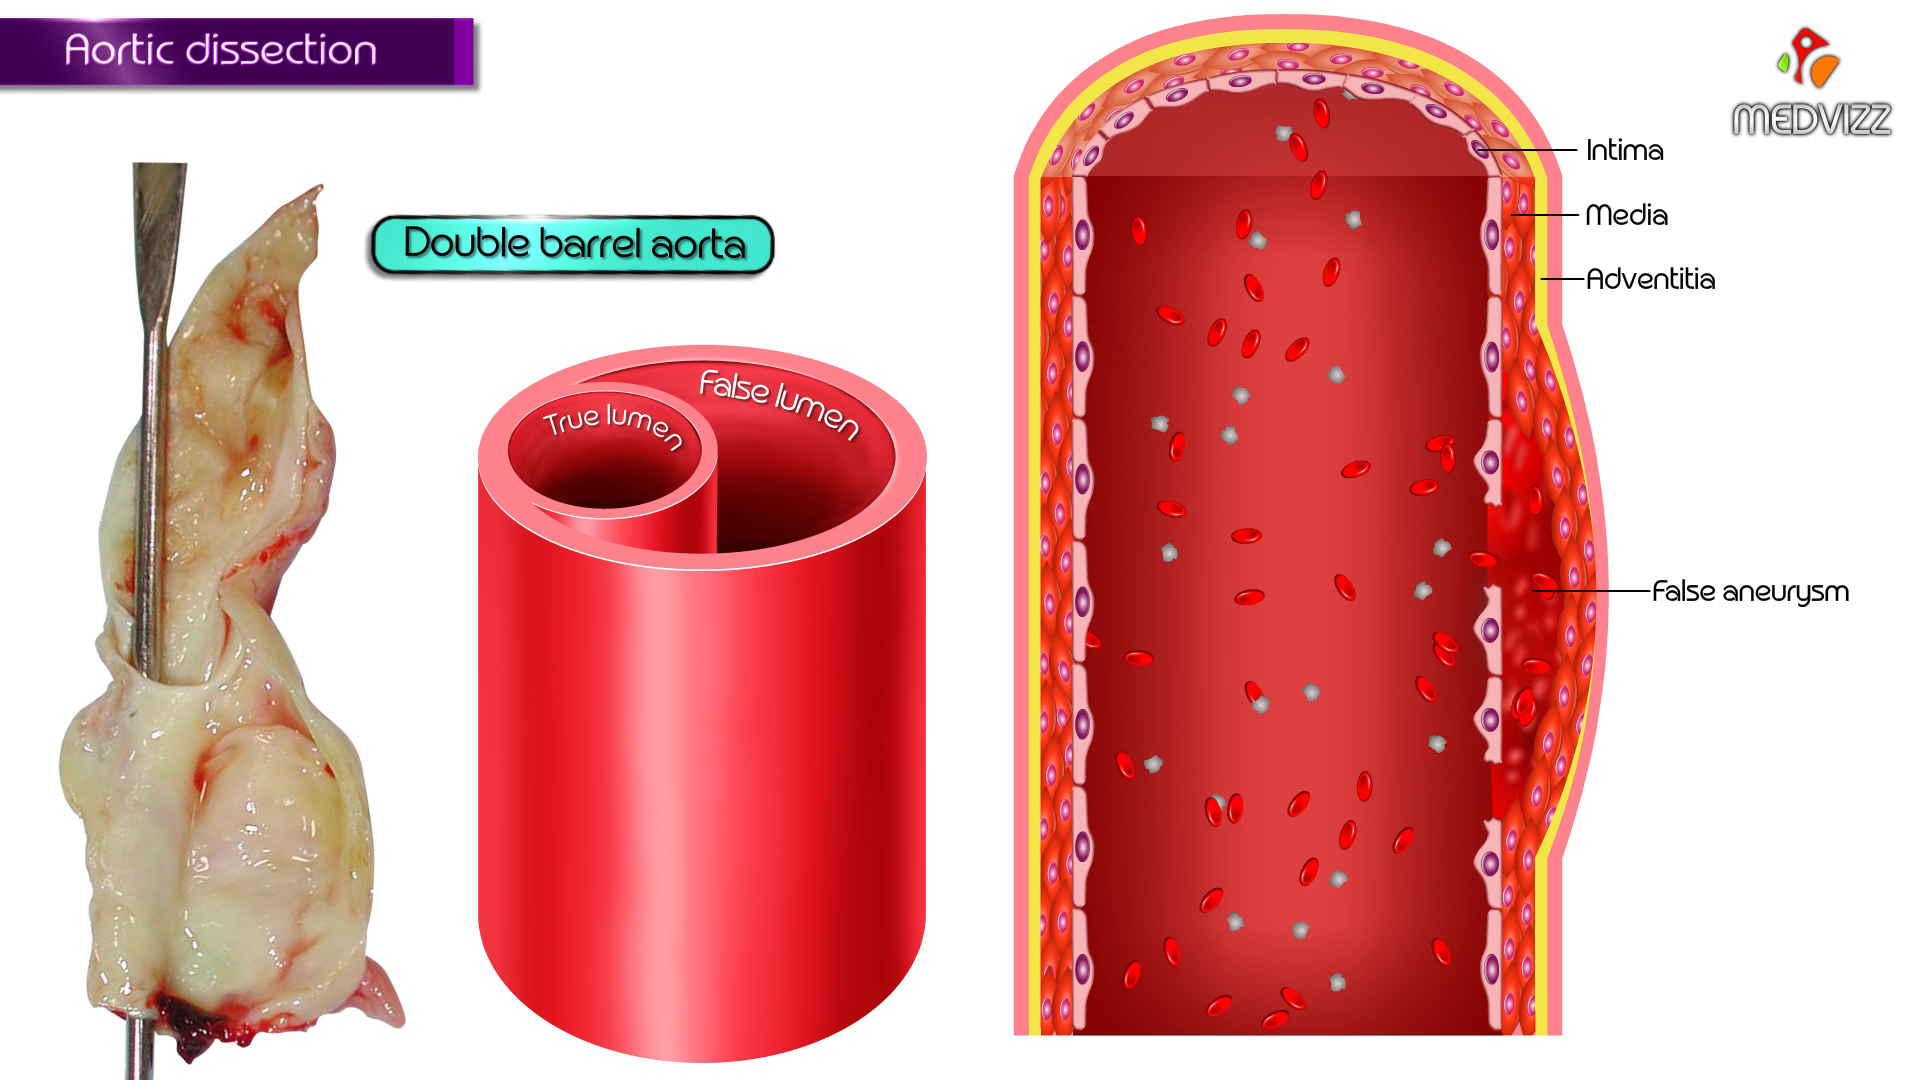 Aortic dissection
MEDVIZZ
Double barrel aorta
True lumen
False lumen
Intima
Media
Adventitia
False aneurysm